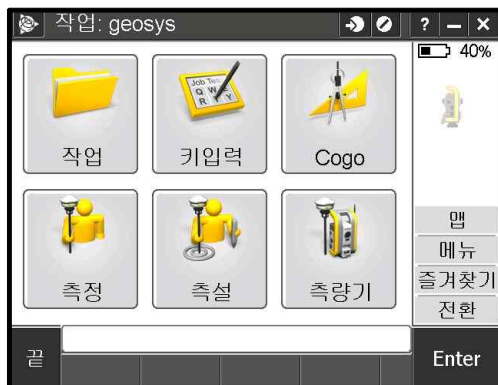 작업: geosys
? — ×
40%
작업
키입력
Cogo
측정
측설
측량기
맵
메뉴
즐겨찾기
전환
끝
Enter